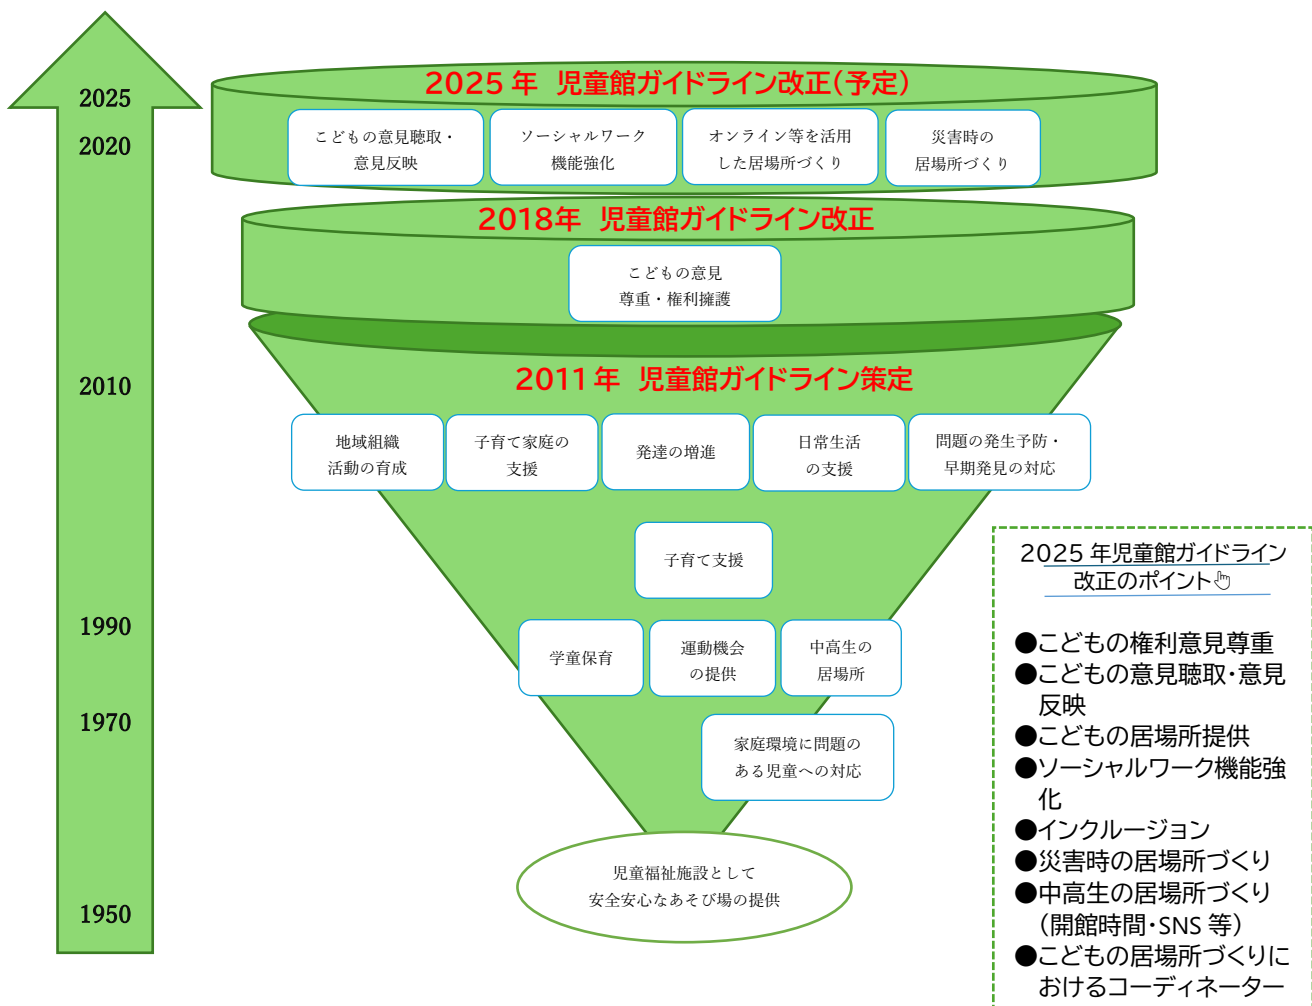 2025
2020
2010
1990
1970
1950
2025年 児童館ガイドライン改正(予定)
こどもの意見聴取・
意見反映
ソーシャルワーク
機能強化
オンライン等を活用
した居場所づくり
災害時の
居場所づくり
2018年 児童館ガイドライン改正
こどもの意見
尊重・権利擁護
2011年 児童館ガイドライン策定
地域組織
活動の育成
子育て家庭の
支援
発達の増進
日常生活
の支援
問題の発生予防・
早期発見の対応
子育て支援
学童保育
運動機会
の提供
中高生の
居場所
家庭環境に問題の
ある児童への対応
児童福祉施設として
安全安心なあそび場の提供
2025年児童館ガイドライン
改正のポイント
●こどもの権利意見尊重
●こどもの意見聴取・意見
反映
●こどもの居場所提供
●ソーシャルワーク機能強
化
●インクルージョン
●災害時の居場所づくり
●中高生の居場所づくり
(開館時間・SNS等)
●こどもの居場所づくりに
おけるコーディネーター